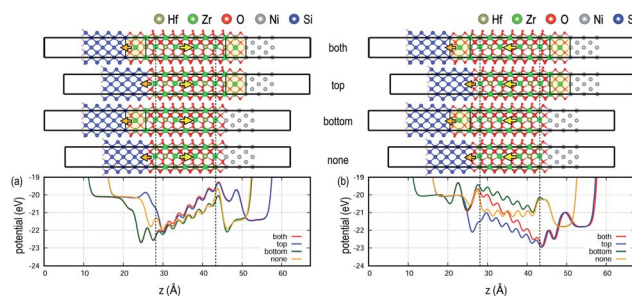 Hf Zr O Ni Si
Hf Zr O Ni S
both
top
bottom
none
(a)
-19
-20
-21
-22
-23
-24
potential (eV)
both
top
bottom
none
0 10 20 30 40 50 60
z (Å)
(b)
-19
-20
-21
-22
-23
-24
potential (eV)
both
top
bottom
none
0 10 20 30 40 50 60
z (Å)